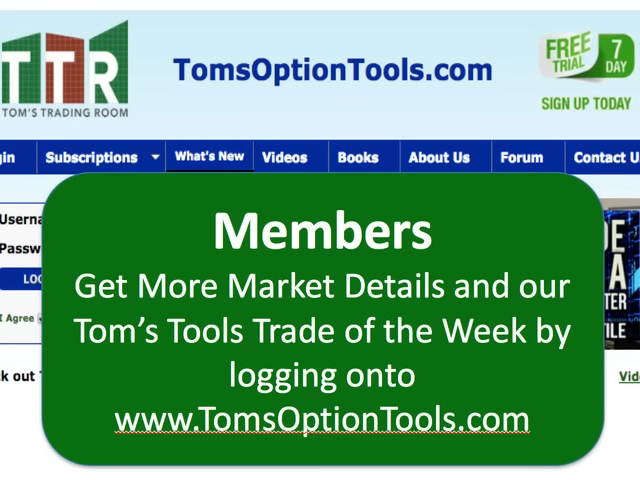 TTR
TOM'S TRADING ROOM
TomsOptionTools.com
FREE
TRIAL
7
DAY
SIGN UP TODAY
Subscriptions What's New Videos Books About Us Forum Contact
Members
Get More Market Details and our
Tom's Tools Trade of the Week by
logging onto
www.TomsOptionTools.com
I Agree